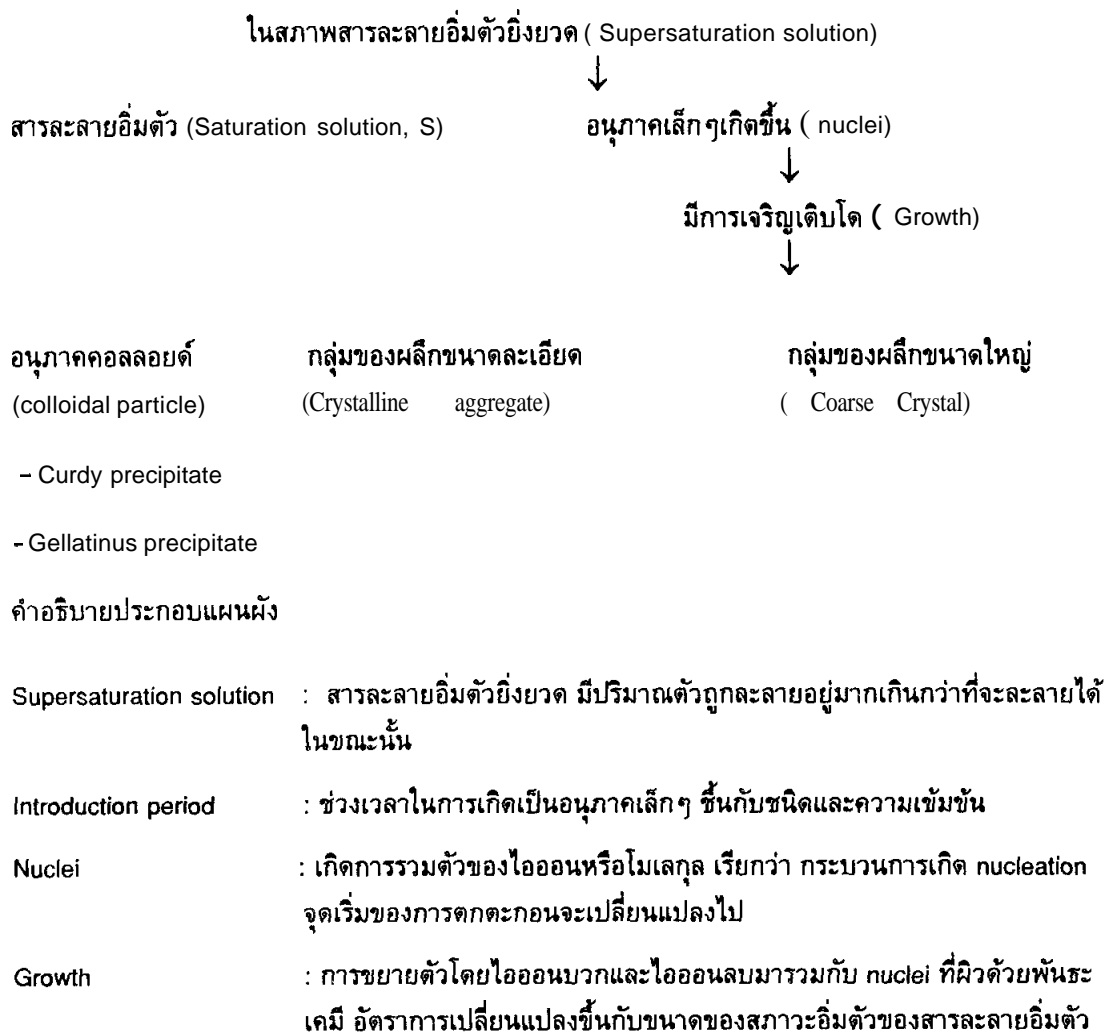 ในสภาพสารละลายอิ่มตัวยิ่งยวด ( Supersaturation solution)
↓
สารละลายอิ่มตัว (Saturation solution, S) อนุภาคเล็กๆเกิดขึ้น ( nuclei)
↓
มีการเจริญเติบโต ( Growth)
↓
อนุภาคคอลลอยด์ กลุ่มของผลึกขนาดละเอียด กลุ่มของผลึกขนาดใหญ่
(colloidal particle) (Crystalline aggregate) ( Coarse Crystal)
– Curdy precipitate
- Gellatinus precipitate
คำอธิบายประกอบแผนผัง
Supersaturation solution : สารละลายอิ่มตัวยิ่งยวด มีปริมาณตัวถูกละลายอยู่มากเกินกว่าที่จะละลายได้
ในขณะนั้น
Introduction period : ช่วงเวลาในการเกิดเป็นอนุภาคเล็กๆ ขึ้นกับชนิดและความเข้มข้น
Nuclei : เกิดการรวมตัวของไอออนหรือโมเลกุล เรียกว่า กระบวนการเกิด nucleation
จุดเริ่มของการตกตะกอนจะเปลี่ยนแปลงไป
Growth : การขยายตัวโดยไอออนบวกและไอออนลบมารวมกับ nuclei ที่ผิวด้วยพันธะ
เคมี อัตราการเปลี่ยนแปลงขึ้นกับขนาดของสภาวะอิ่มตัวของสารละลายอิ่มตัว